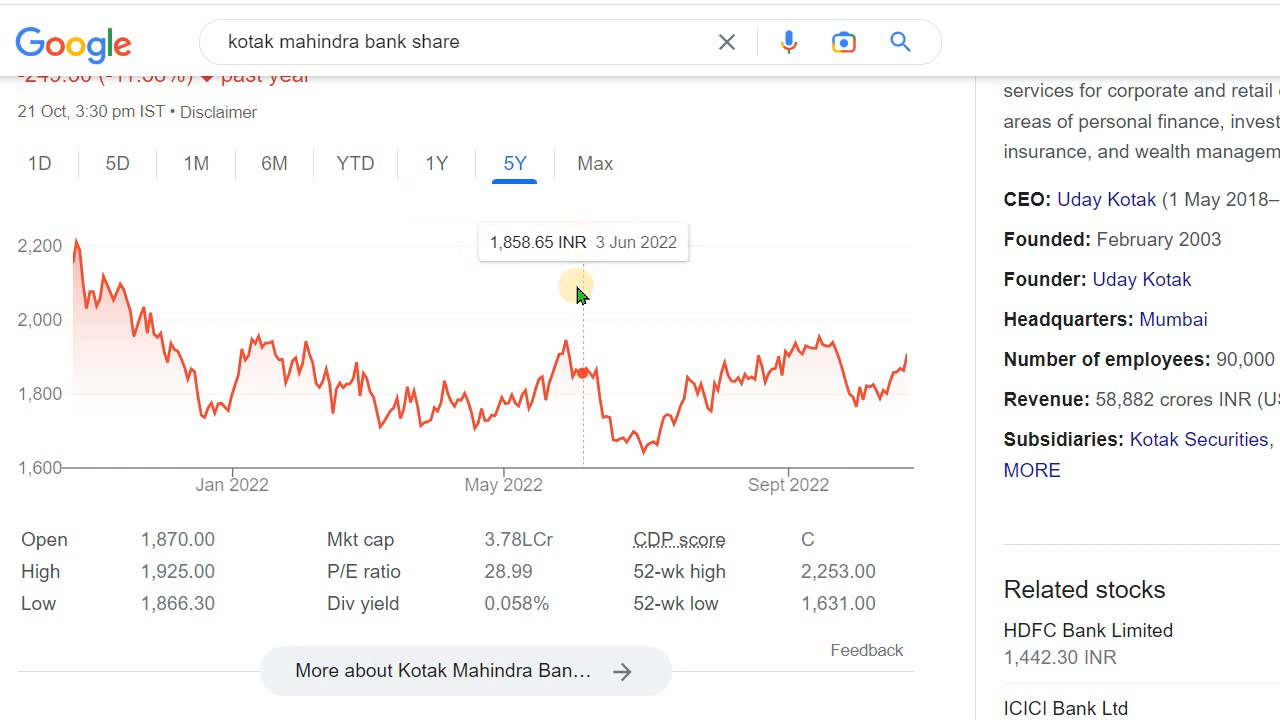 Google
kotak mahindra bank share
-249.50 (-11.58%) past year
21 Oct, 3:30 pm IST • Disclaimer
1D 5D 1M 6M YTD 1Y 5Y Max
1,858.65 INR 3 Jun 2022
2,200
2,000
1,800
1,600
Jan 2022 May 2022 Sept 2022
Open 1,870.00 Mkt cap 3.78LCr CDP score C
High 1,925.00 P/E ratio 28.99 52-wk high 2,253.00
Low 1,866.30 Div yield 0.058% 52-wk low 1,631.00
Feedback
More about Kotak Mahindra Ban...
services for corporate and retail
areas of personal finance, invest
insurance, and wealth managem
CEO: Uday Kotak (1 May 2018–
Founded: February 2003
Founder: Uday Kotak
Headquarters: Mumbai
Number of employees: 90,000
Revenue: 58,882 crores INR (US
Subsidiaries: Kotak Securities,
MORE
Related stocks
HDFC Bank Limited
1,442.30 INR
ICICI Bank Ltd